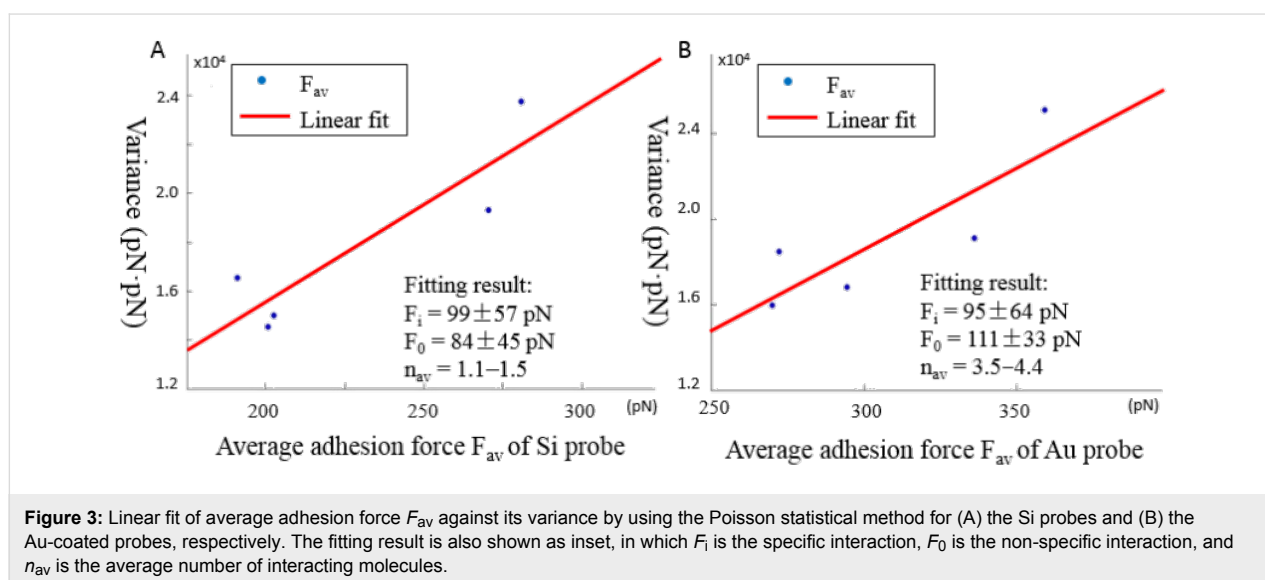 A
x10⁴
F_av
Linear fit
2.4
2.0
1.6
1.2
Variance (pN·pN)
Fitting result:
F_i = 99±57 pN
F_0 = 84±45 pN
n_av = 1.1–1.5
200 250 300 (pN)
Average adhesion force F_av of Si probe
B
x10⁴
F_av
Linear fit
2.4
2.0
1.6
1.2
Variance (pN·pN)
Fitting result:
F_i = 95±64 pN
F_0 = 111±33 pN
n_av = 3.5–4.4
250 300 350 (pN)
Average adhesion force F_av of Au probe
Figure 3: Linear fit of average adhesion force F_av against its variance by using the Poisson statistical method for (A) the Si probes and (B) the
Au-coated probes, respectively. The fitting result is also shown as inset, in which F_i is the specific interaction, F_0 is the non-specific interaction, and
n_av is the average number of interacting molecules.